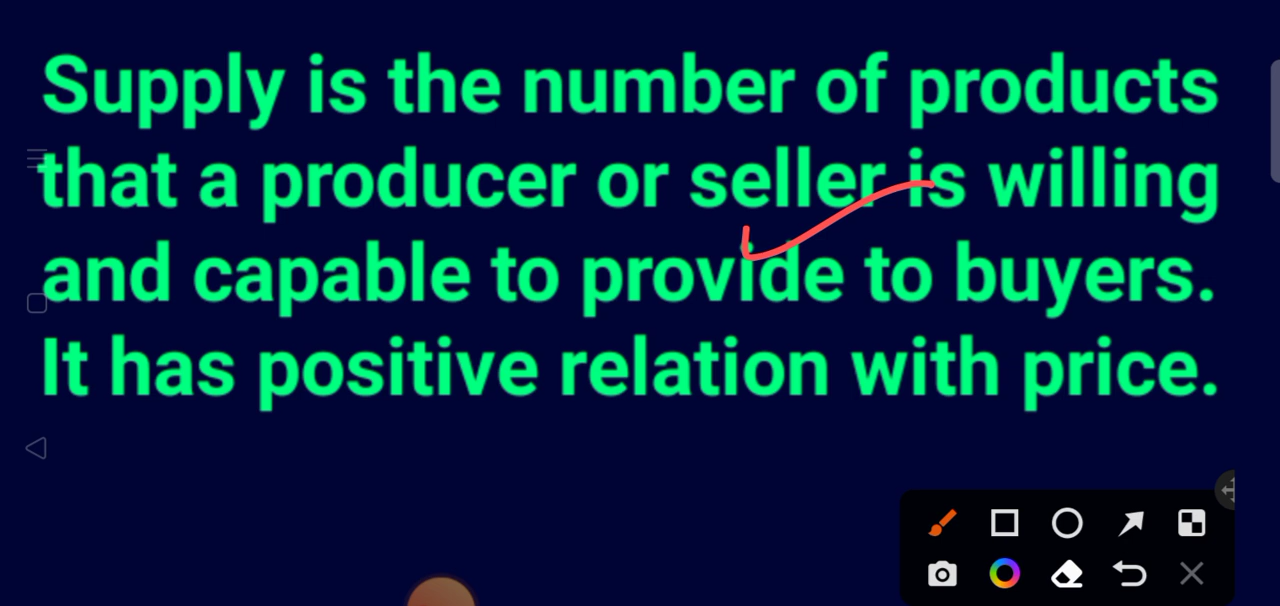 Supply is the number of products
that a producer or seller is willing
and capable to provide to buyers.
It has positive relation with price.